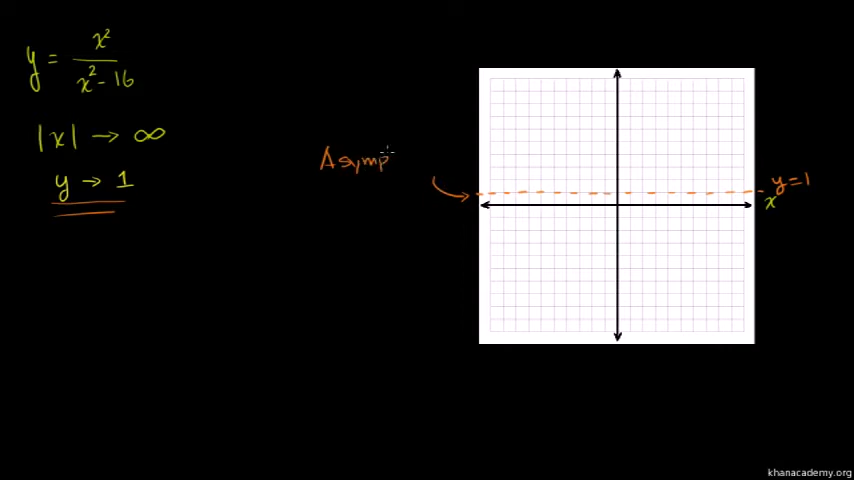 y = x²/(x² - 16)
|x| → ∞
y → 1
Asymp
y = 1
x
khanacademy.org